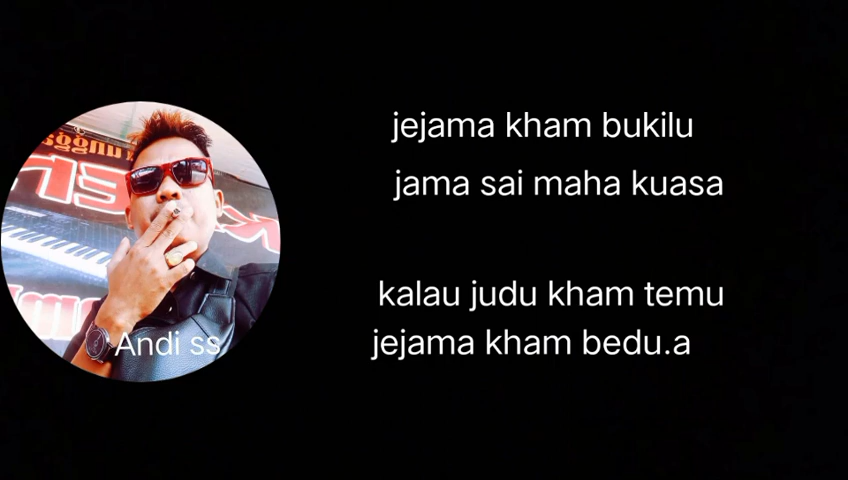 jejama kham bukilu
jama sai maha kuasa
kalau judu kham temu
jejama kham bedu.a
Andi ss